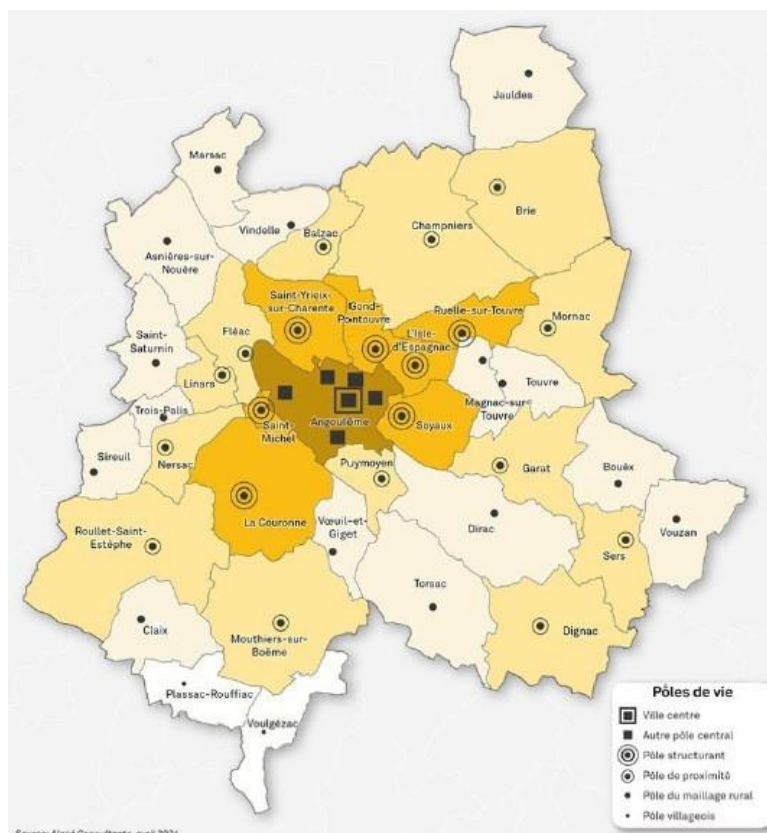 Jauldes
Marsac
Brie
Vindelle
Balzac
Champniers
Asnières-sur-
Nouère
Saint-Yrieix-
sur-Charente
Gond-
Pontouvre
Ruelle-sur-Touvre
Mornac
Saint-
Saturnin
Fléac
L'Isle-
d'Espagnac
Linars
Touvre
Magnac-sur-
Touvre
Trois-Palis
Saint-
Michel
Angoulême
Soyaux
Sireuil
Nersac
Puymoyen
Garat
Bouëx
La Couronne
Vœuil-et-
Giget
Dirac
Vouzan
Roullet-Saint-
Estèphe
Sers
Torsac
Claix
Mouthiers-sur-
Boëme
Dignac
Plassac-Rouffiac
Voulgézac
Pôles de vie
Ville centre
Autre pôle central
Pôle structurant
Pôle de proximité
Pôle du maillage rural
Pôle villageois